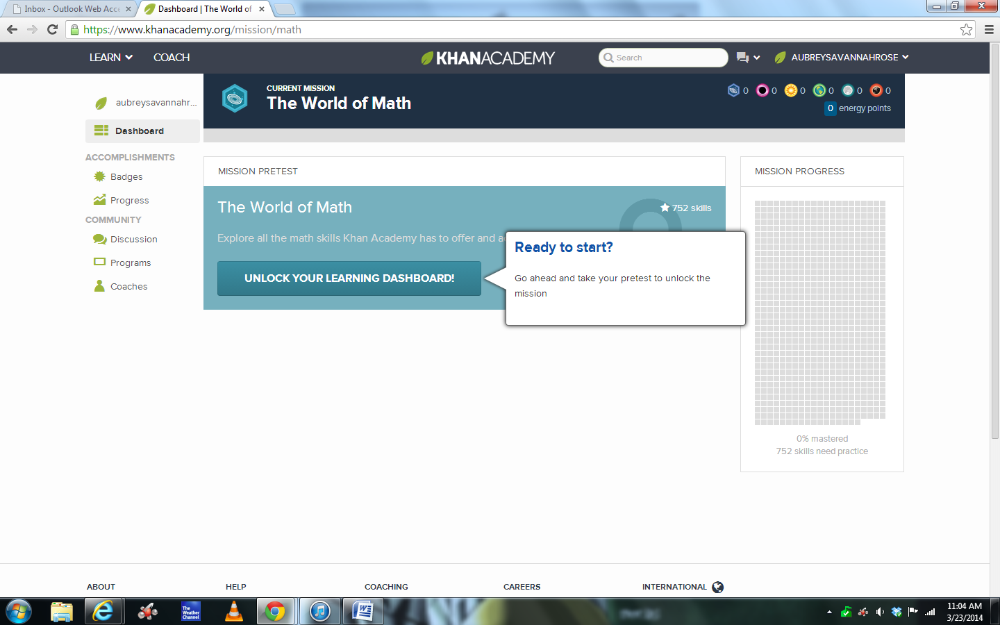 Inbox - Outlook Web Acce
Dashboard | The World of
https://www.khanacademy.org/mission/math
LEARN
COACH
KHANACADEMY
Search
AUBREYSAVANNAHROSE
aubreysavannahr...
Dashboard
ACCOMPLISHMENTS
Badges
Progress
COMMUNITY
Discussion
Programs
Coaches
CURRENT MISSION
The World of Math
0 0 0 0 0 0
0 energy points
MISSION PRETEST
The World of Math
752 skills
Explore all the math skills Khan Academy has to offer and
UNLOCK YOUR LEARNING DASHBOARD!
Ready to start?
Go ahead and take your pretest to unlock the
mission
MISSION PROGRESS
0% mastered
752 skills need practice
ABOUT
HELP
COACHING
CAREERS
INTERNATIONAL
The
Weather
Channel
11:04 AM
3/23/2014